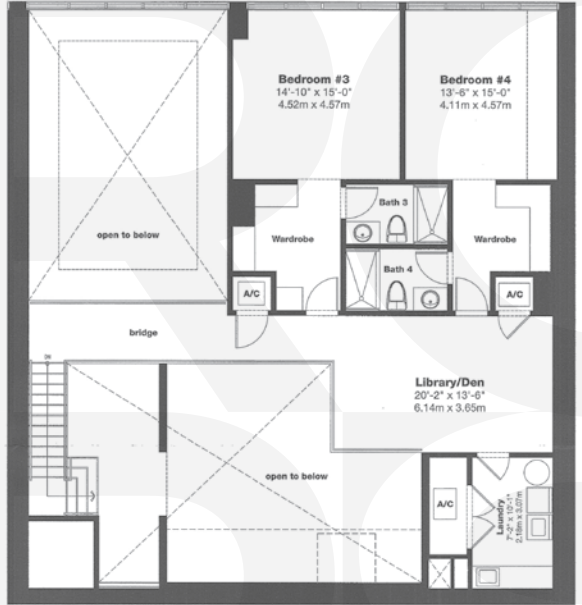 Bedroom #3
14'-10" x 15'-0"
4.52m x 4.57m
Bedroom #4
13'-6" x 15'-0"
4.11m x 4.57m
Bath 3
open to below
Wardrobe
Wardrobe
Bath 4
A/C
A/C
bridge
Library/Den
20'-2" x 13'-6"
6.14m x 3.65m
open to below
A/C
Laundry
7'-2" x 10'-1"
2.18m x 3.07m